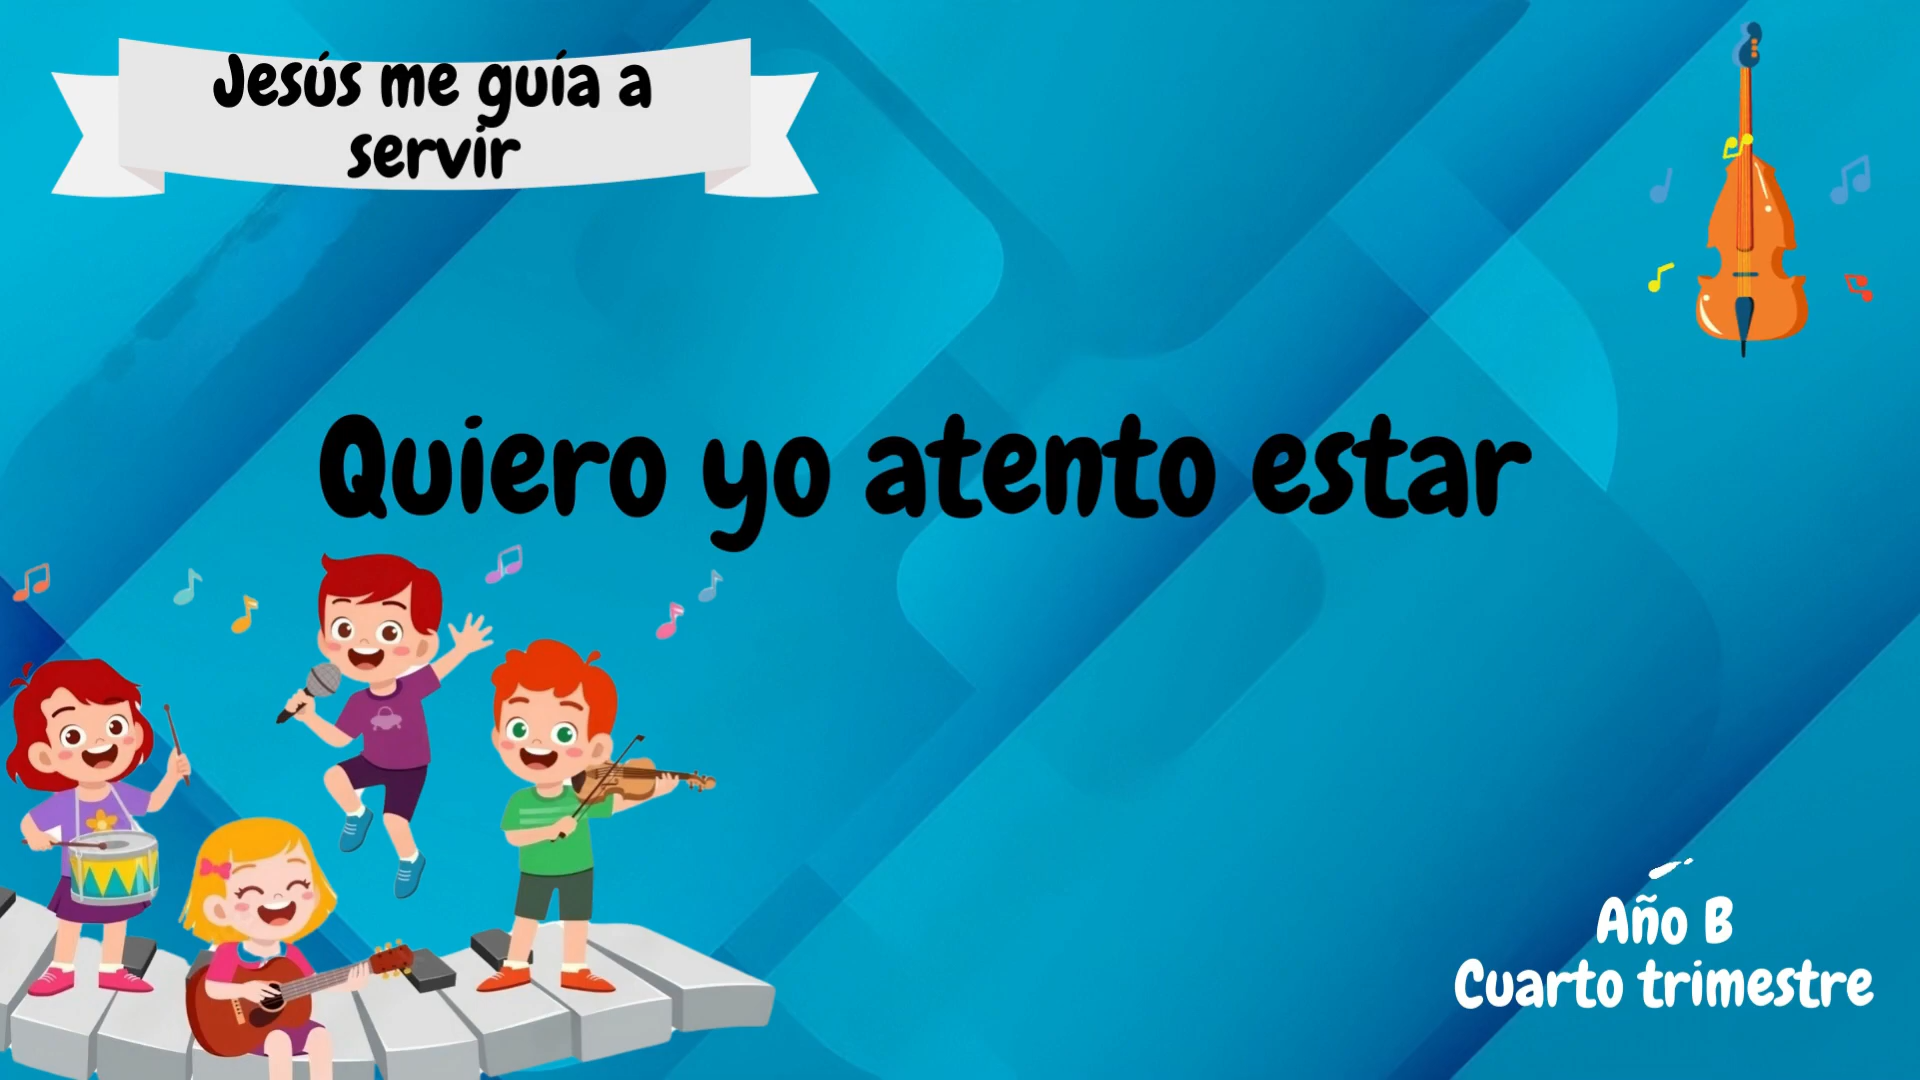 Jesús me guía a
servir
Quiero yo atento estar
Año B
Cuarto trimestre